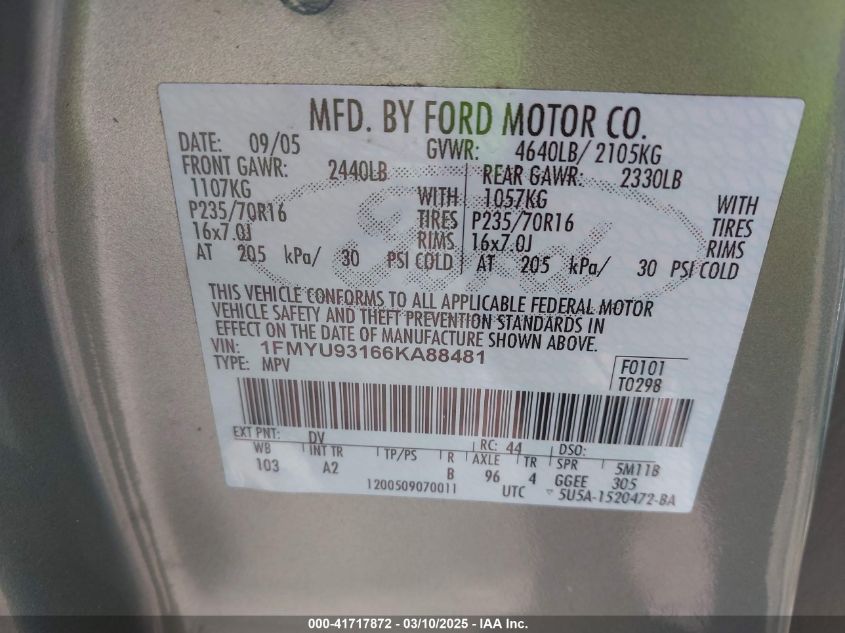 MFD. BY FORD MOTOR CO.
DATE: 09/05 GVWR: 4640LB/ 2105KG
FRONT GAWR: 2440LB REAR GAWR: 2330LB
1107KG WITH 1057KG WITH
P235/70R16 TIRES P235/70R16 TIRES
16x7.0J RIMS 16x7.0J RIMS
AT 205 kPa/ 30 PSI COLD AT 205 kPa/ 30 PSI COLD
Ford
THIS VEHICLE CONFORMS TO ALL APPLICABLE FEDERAL MOTOR
VEHICLE SAFETY AND THEFT PREVENTION STANDARDS IN
EFFECT ON THE DATE OF MANUFACTURE SHOWN ABOVE.
VIN: 1FMYU93166KA88481
TYPE: MPV F0101
T0298
EXT PNT: DV RC: 44 DSO:
WB INT TR TP/PS R AXLE TR SPR 5M11B
103 A2 B 96 4 GGEE 305
1200509070011 UTC 5U5A-1520472-BA
000-41717872 - 03/10/2025 - IAA Inc.